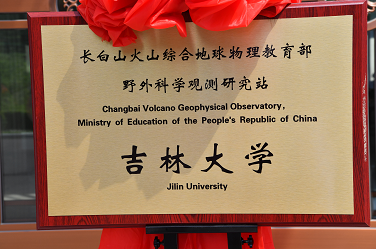 长白山火山综合地球物理教育部
野外科学观测研究站
Changbai Volcano Geophysical Observatory,
Ministry of Education of the People's Republic of China
吉林大学
Jilin University